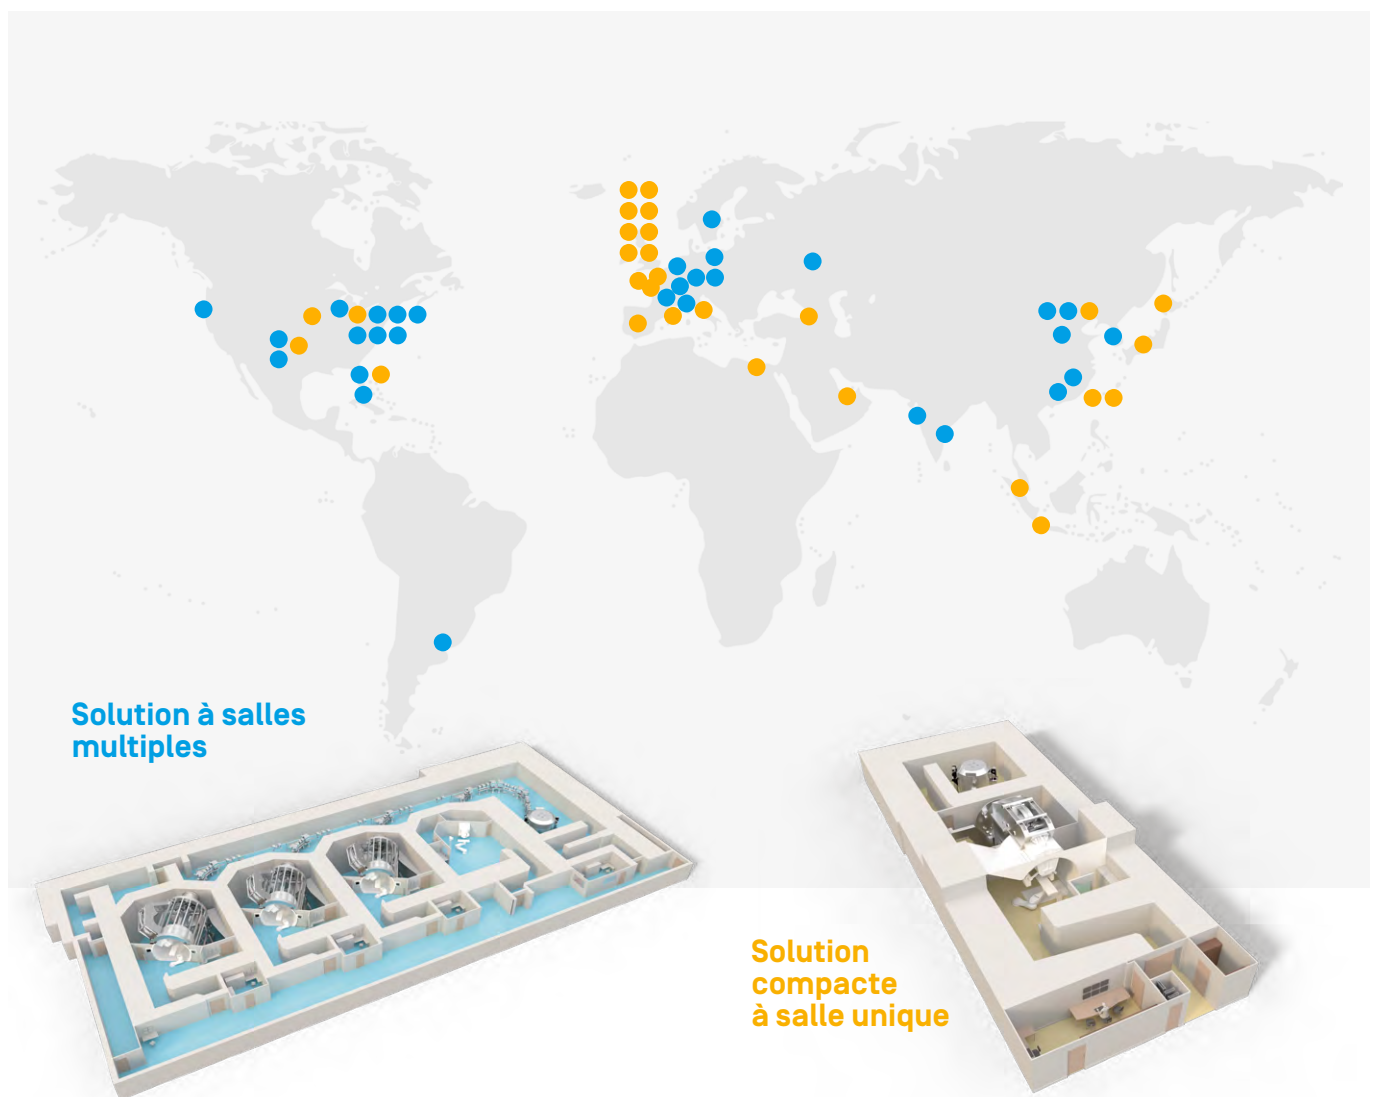 Solution à salles
multiples
Solution
compacte
à salle unique